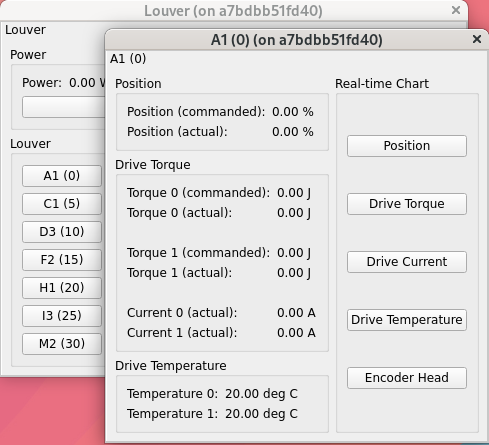 Louver (on a7bdbb51fd40)
Louver
Power
Power: 0.00 W
Louver
A1 (0)
C1 (5)
D3 (10)
F2 (15)
H1 (20)
I3 (25)
M2 (30)
A1 (0) (on a7bdbb51fd40)
A1 (0)
Position
Position (commanded): 0.00 %
Position (actual): 0.00 %
Drive Torque
Torque 0 (commanded): 0.00 J
Torque 0 (actual): 0.00 J
Torque 1 (commanded): 0.00 J
Torque 1 (actual): 0.00 J
Current 0 (actual): 0.00 A
Current 1 (actual): 0.00 A
Drive Temperature
Temperature 0: 20.00 deg C
Temperature 1: 20.00 deg C
Real-time Chart
Position
Drive Torque
Drive Current
Drive Temperature
Encoder Head